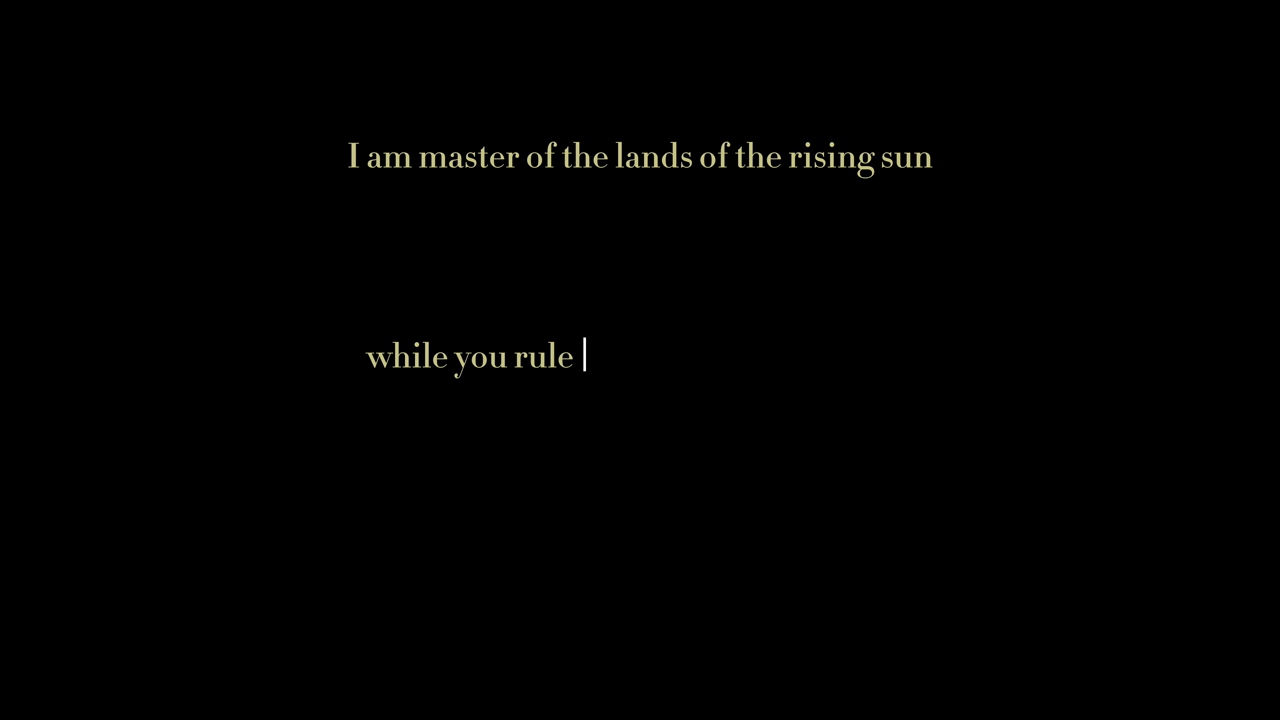 I am master of the lands of the rising sun
while you rule